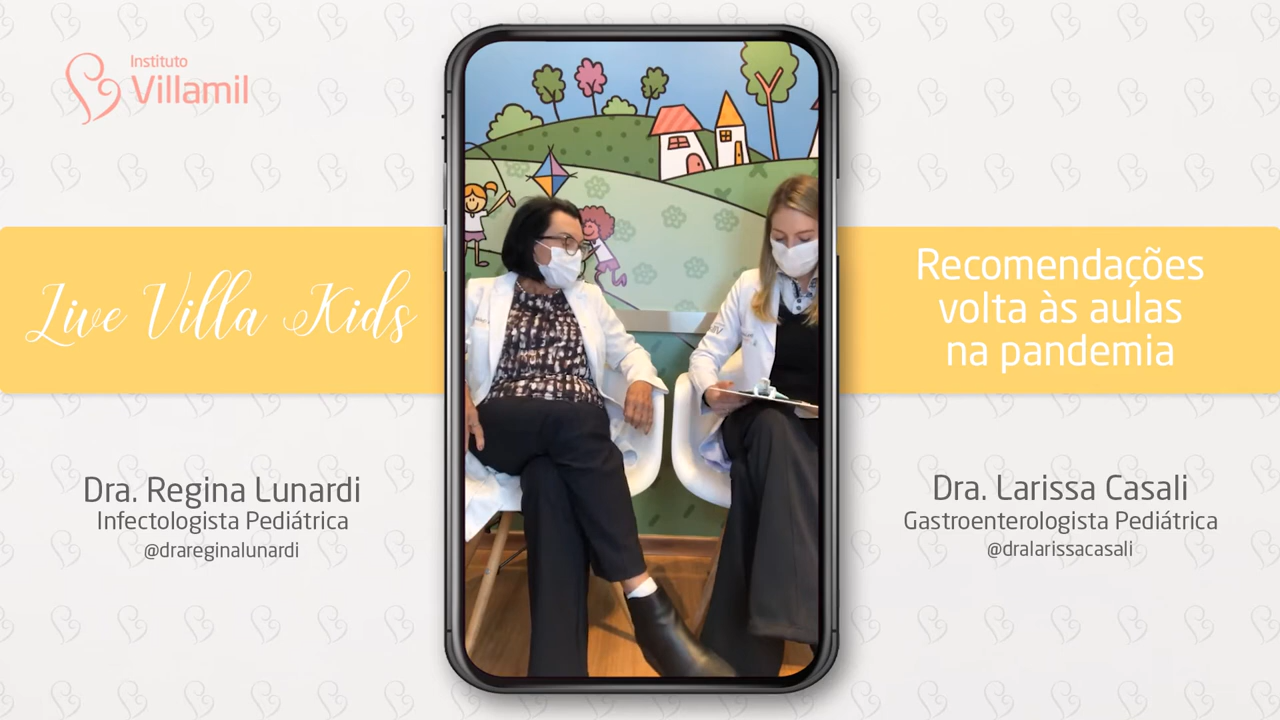 Instituto
Villamil
Live Villa Kids
Recomendações
volta às aulas
na pandemia
Dra. Regina Lunardi
Infectologista Pediátrica
@drareginalunardi
Dra. Larissa Casali
Gastroenterologista Pediátrica
@dralarissacasali